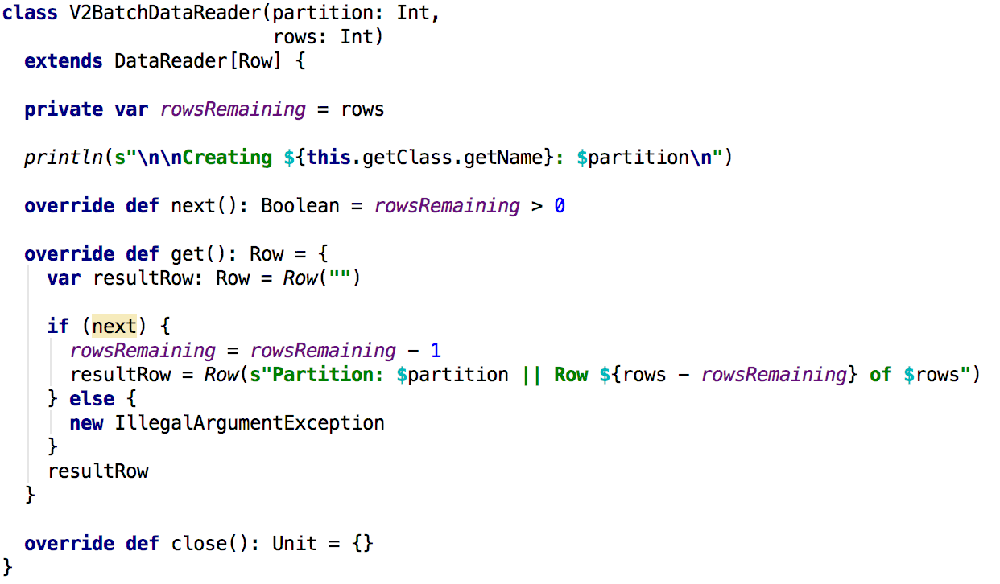 class V2BatchDataReader(partition: Int,
                        rows: Int)
  extends DataReader[Row] {

  private var rowsRemaining = rows

  println(s"\n\nCreating ${this.getClass.getName}: $partition\n")

  override def next(): Boolean = rowsRemaining > 0

  override def get(): Row = {
    var resultRow: Row = Row("")

    if (next) {
      rowsRemaining = rowsRemaining - 1
      resultRow = Row(s"Partition: $partition || Row ${rows - rowsRemaining} of $rows")
    } else {
      new IllegalArgumentException
    }
    resultRow
  }

  override def close(): Unit = {}
}